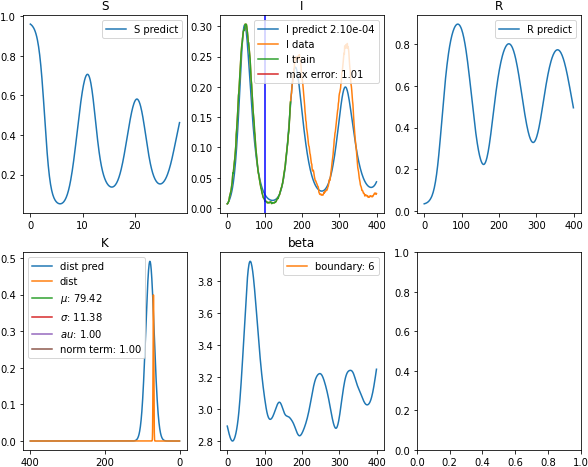 S
I
R
S predict
I predict 2.10e-04
I data
I train
max error: 1.01
R predict
1.0
0.8
0.6
0.4
0.2
0 10 20
0.30
0.25
0.20
0.15
0.10
0.05
0.00
0 100 200 300 400
0.8
0.6
0.4
0.2
0.0
0 100 200 300 400
K
beta
dist pred
dist
μ: 79.42
σ: 11.38
au: 1.00
norm term: 1.00
boundary: 6
0.5
0.4
0.3
0.2
0.1
0.0
400 200 0
3.8
3.6
3.4
3.2
3.0
2.8
0 100 200 300 400
1.0
0.8
0.6
0.4
0.2
0.0
0.0 0.2 0.4 0.6 0.8 1.0